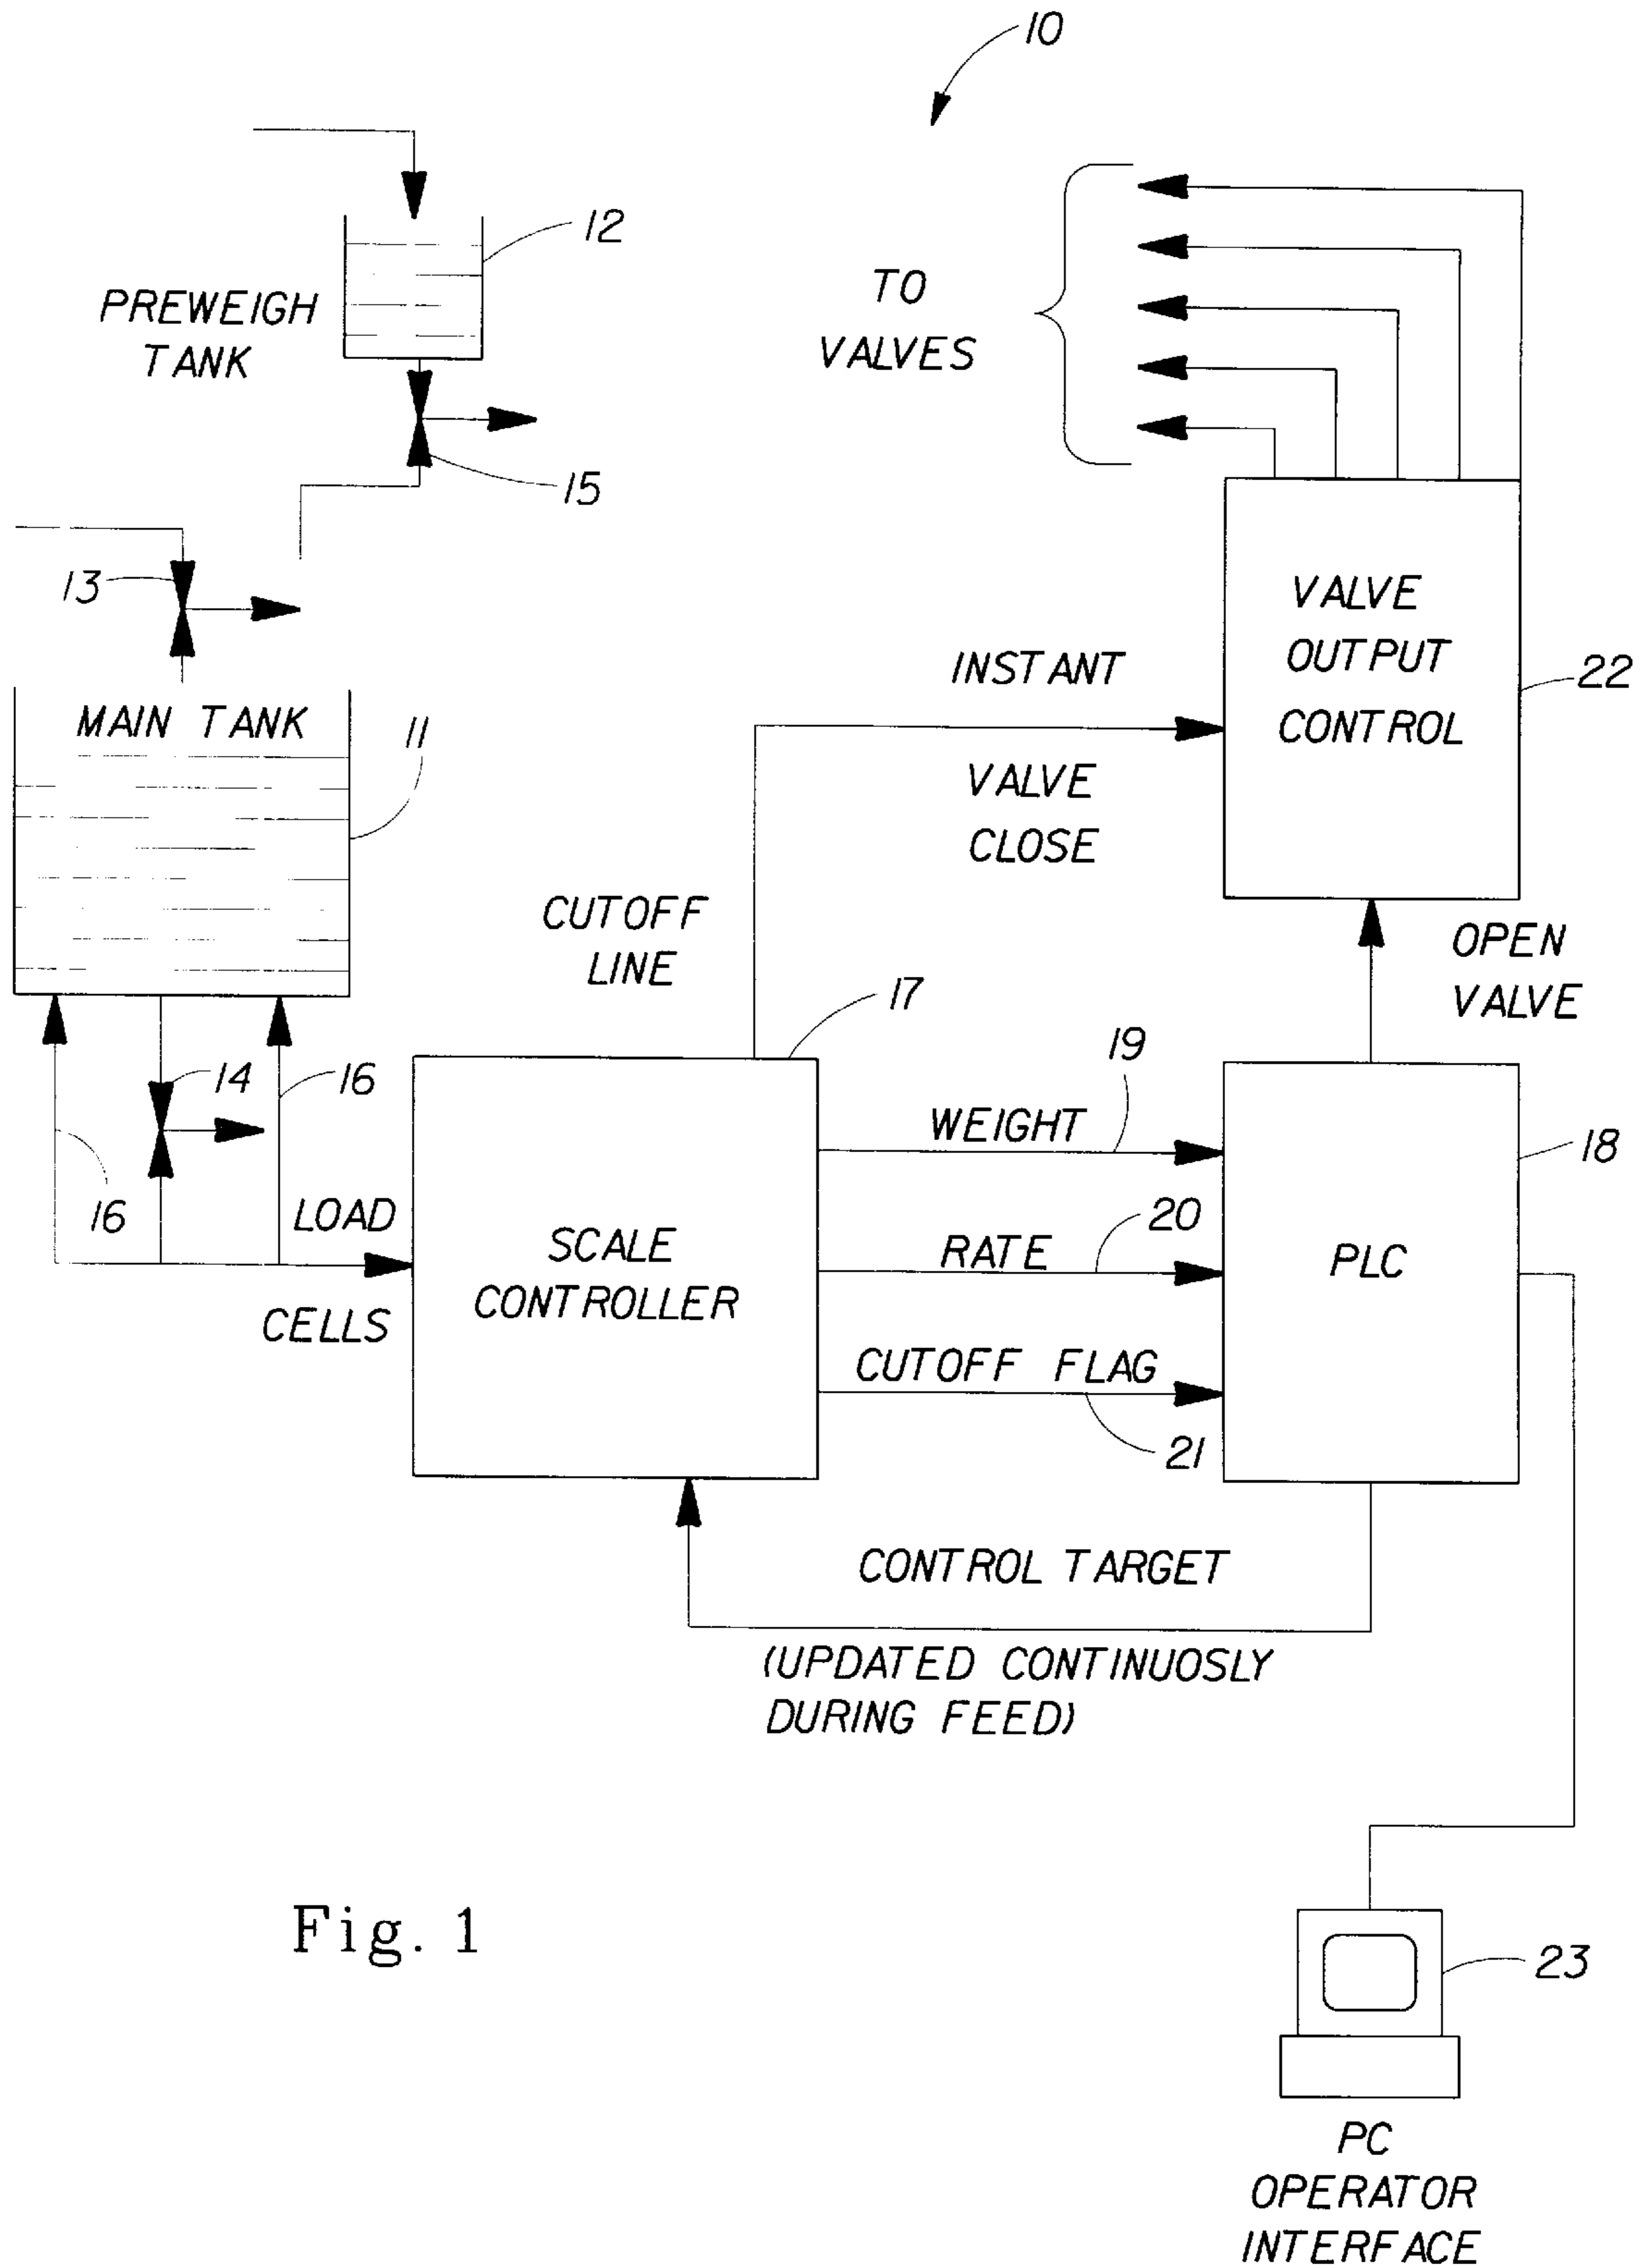 10
12
PREWEIGH
TANK
TO
VALVES
15
13
VALVE
OUTPUT
CONTROL
22
INSTANT
MAIN TANK
11
VALVE
CLOSE
CUTOFF
LINE
OPEN
VALVE
17
19
14
16
WEIGHT
18
16
LOAD
CELLS
20
SCALE
CONTROLLER
RATE
PLC
CUTOFF FLAG
21
CONTROL TARGET
(UPDATED CONTINUOSLY
DURING FEED)
Fig. 1
23
PC
OPERATOR
INTERFACE